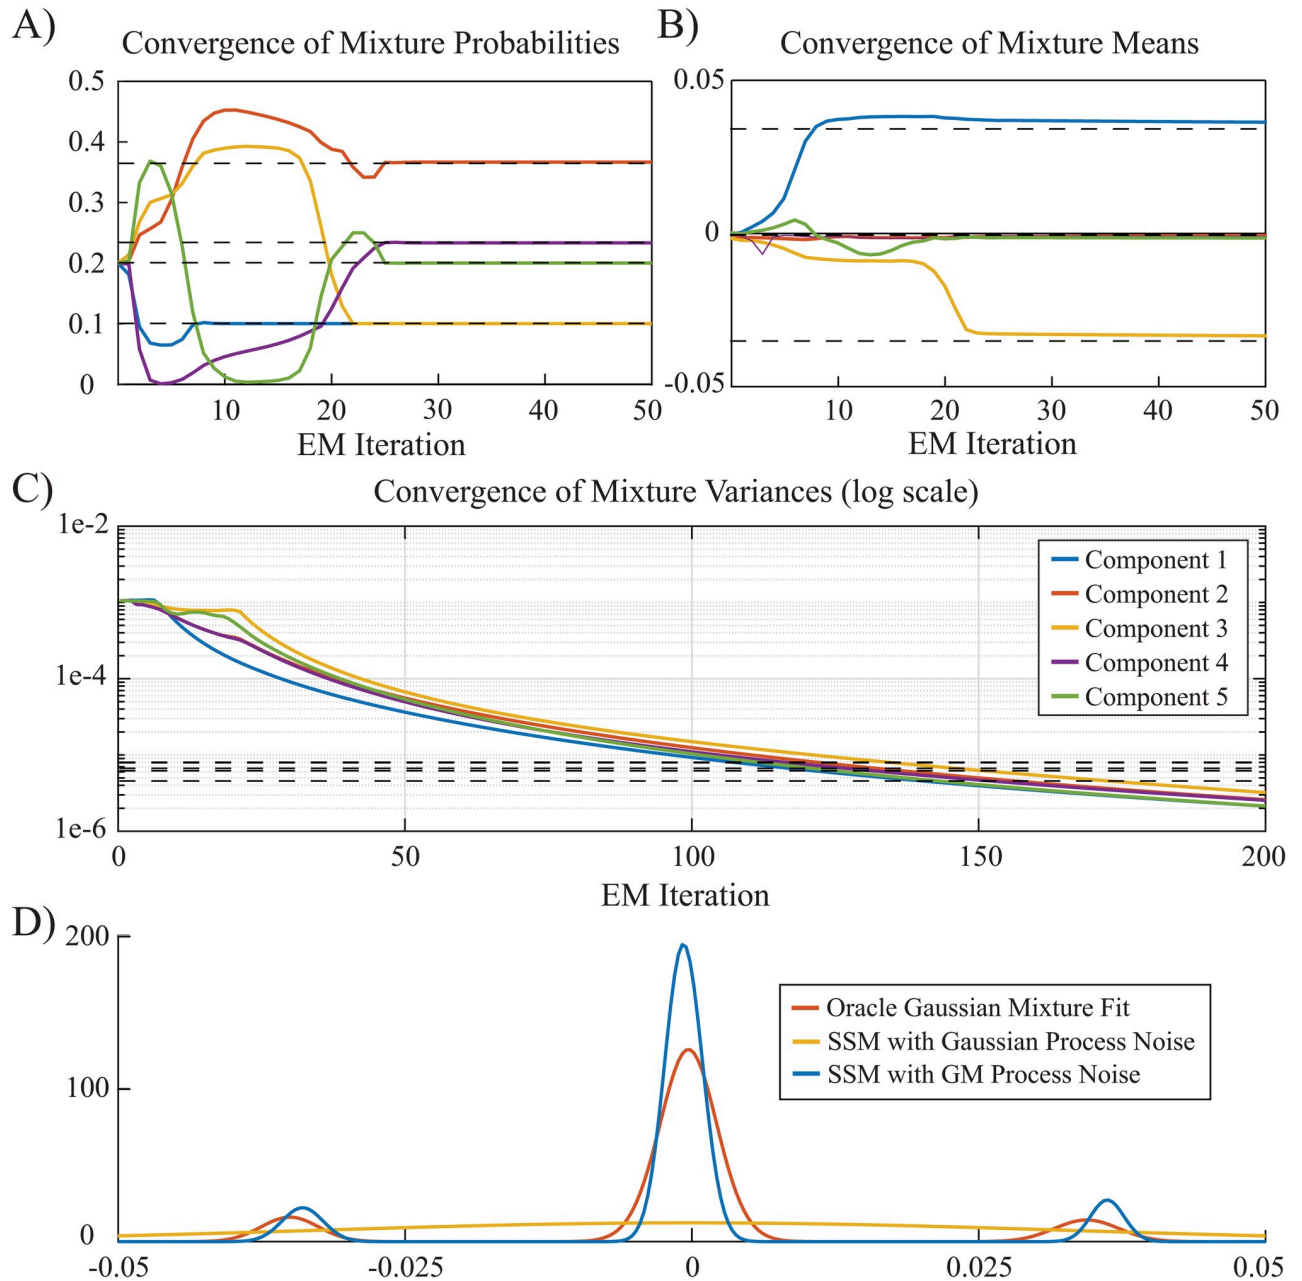 A)
Convergence of Mixture Probabilities
0.5
0.4
0.3
0.2
0.1
0
10 20 30 40 50
EM Iteration
B)
Convergence of Mixture Means
0.05
0
-0.05
10 20 30 40 50
EM Iteration
C)
Convergence of Mixture Variances (log scale)
1e-2
1e-4
1e-6
Component 1
Component 2
Component 3
Component 4
Component 5
0 50 100 150 200
EM Iteration
D)
200
100
0
Oracle Gaussian Mixture Fit
SSM with Gaussian Process Noise
SSM with GM Process Noise
-0.05 -0.025 0 0.025 0.05